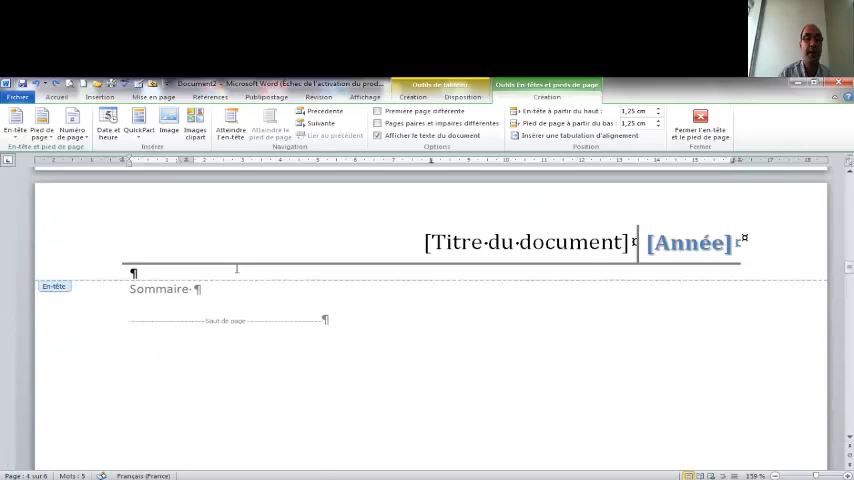 Document2 - Microsoft Word (Échec de l'activation du prod...
Outils de tableau
Outils En-têtes et pieds de page
Fichier Accueil Insertion Mise en page Références Publipostage Révision Affichage Création Disposition Création
En-tête Pied de page Numéro de page Date et heure QuickPart Image Images clipart Atteindre l'en-tête Atteindre le pied de page
Précédente
Suivante
Lier au précédent
Première page différente
Pages paires et impaires différentes
Afficher le texte du document
En-tête à partir du haut : 1,25 cm
Pied de page à partir du bas : 1,25 cm
Insérer une tabulation d'alignement
Fermer l'en-tête et le pied de page
En-tête et pied de page Insérer Navigation Options Position Fermer
[Titre·du·document]¤ [Année]¤¤
¶
En-tête
Sommaire·¶
Saut de page ¶
Page : 4 sur 6 Mots : 5 Français (France) 159 %